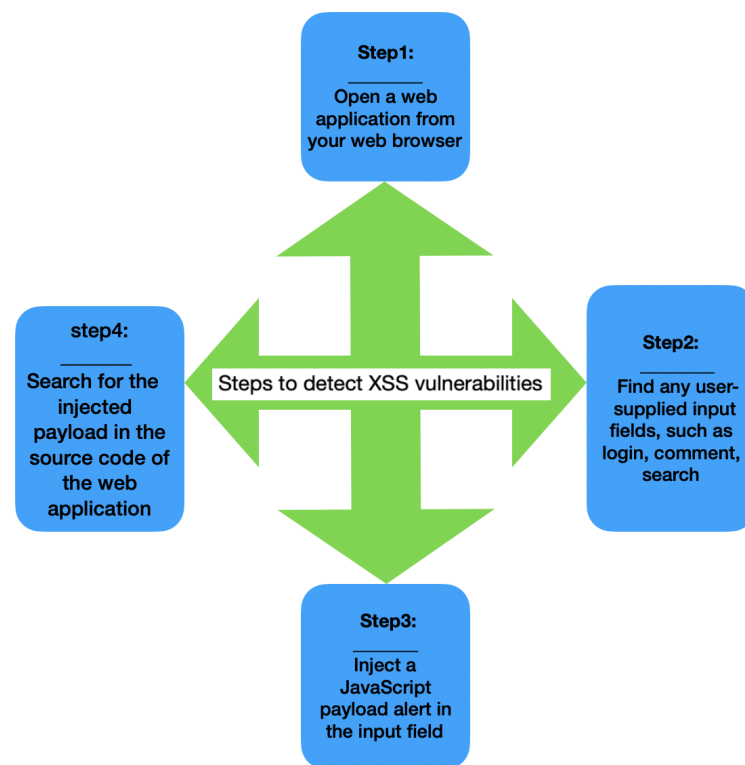 Step1:
Open a web
application from
your web browser
Steps to detect XSS vulnerabilities
Step2:
Find any user-
supplied input
fields, such as
login, comment,
search
Step3:
Inject a
JavaScript
payload alert in
the input field
step4:
Search for the
injected
payload in the
source code of
the web
application